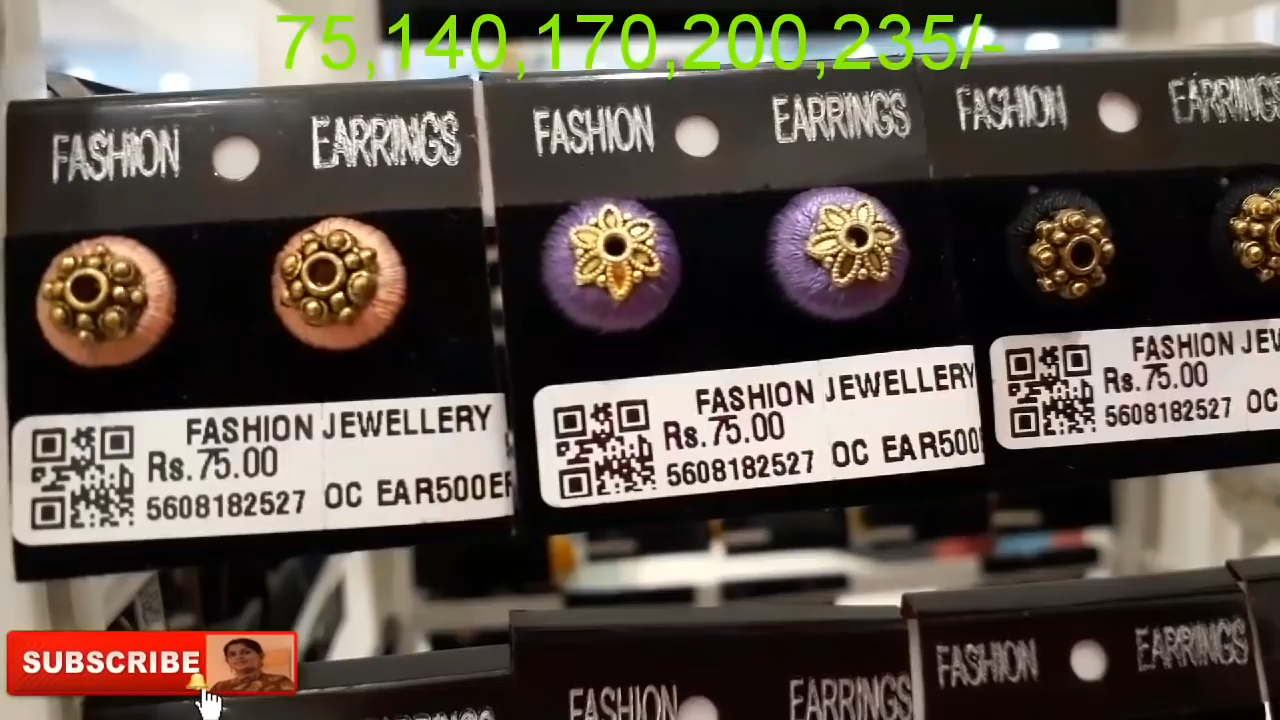 75,140,170,200,235/-
FASHION EARRINGS
FASHION EARRINGS
FASHION EARRINGS
FASHION JEWELLERY
Rs.75.00
5608182527 OC EAR500
FASHION JEWELLERY
Rs.75.00
5608182527 OC EAR500
FASHION JEW
Rs.75.00
5608182527 OC
SUBSCRIBE
FASHION EARRINGS
FASHION EARRINGS